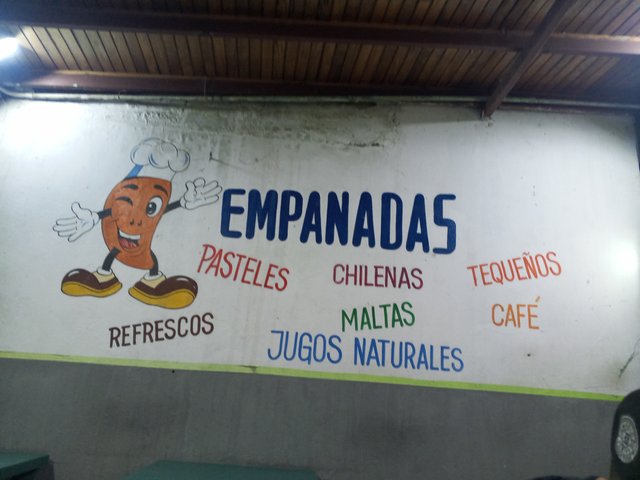 EMPANADAS
PASTELES CHILENAS TEQUEÑOS
REFRESCOS MALTAS CAFÉ
JUGOS NATURALES